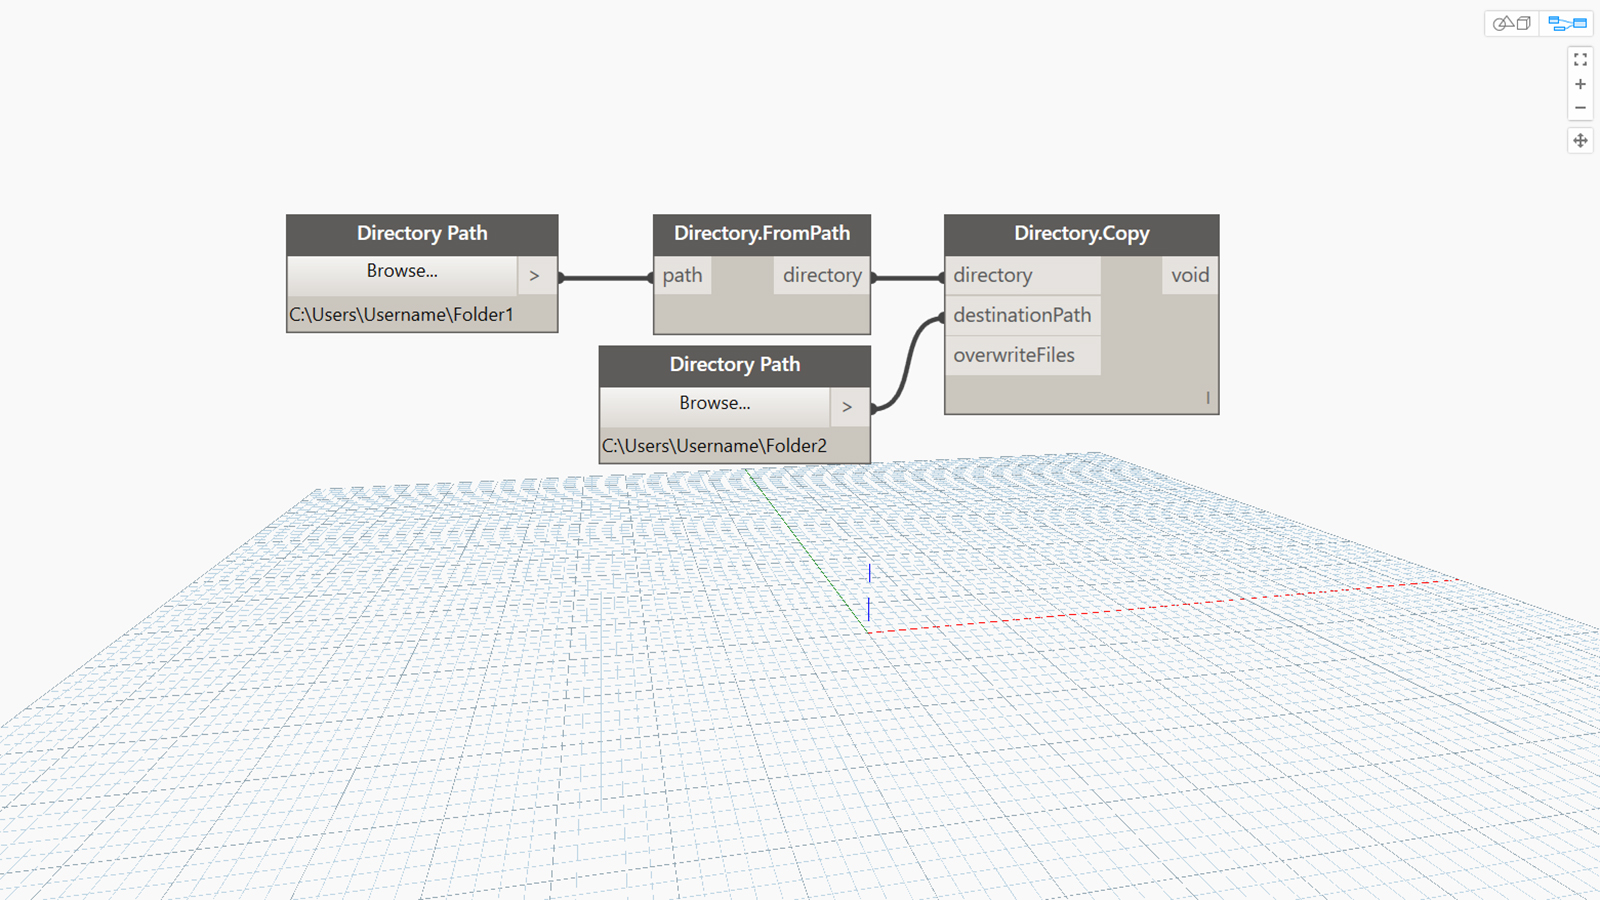 Directory Path
Browse...
>
C:\Users\Username\Folder1
Directory.FromPath
path
directory
Directory Path
Browse...
>
C:\Users\Username\Folder2
Directory.Copy
directory
void
destinationPath
overwriteFiles
l